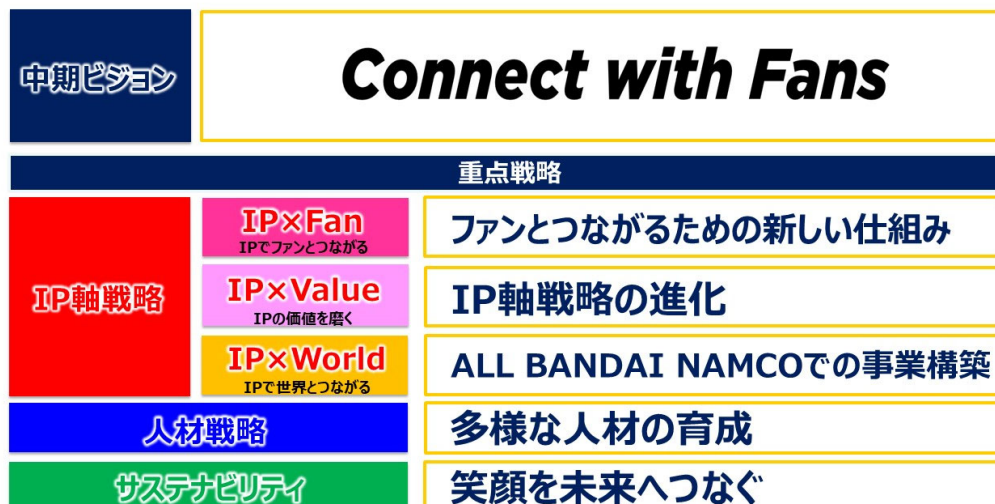 中期ビジョン
Connect with Fans
重点戦略
IP軸戦略
IP×Fan
IPでファンとつながる
ファンとつながるための新しい仕組み
IP×Value
IPの価値を磨く
IP軸戦略の進化
IP×World
IPで世界とつながる
ALL BANDAI NAMCOでの事業構築
人材戦略
多様な人材の育成
サステナビリティ
笑顔を未来へつなぐ